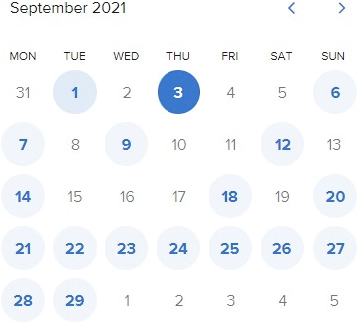 September 2021
MON TUE WED THU FRI SAT SUN
31 1 2 3 4 5 6
7 8 9 10 11 12 13
14 15 16 17 18 19 20
21 22 23 24 25 26 27
28 29 1 2 3 4 5